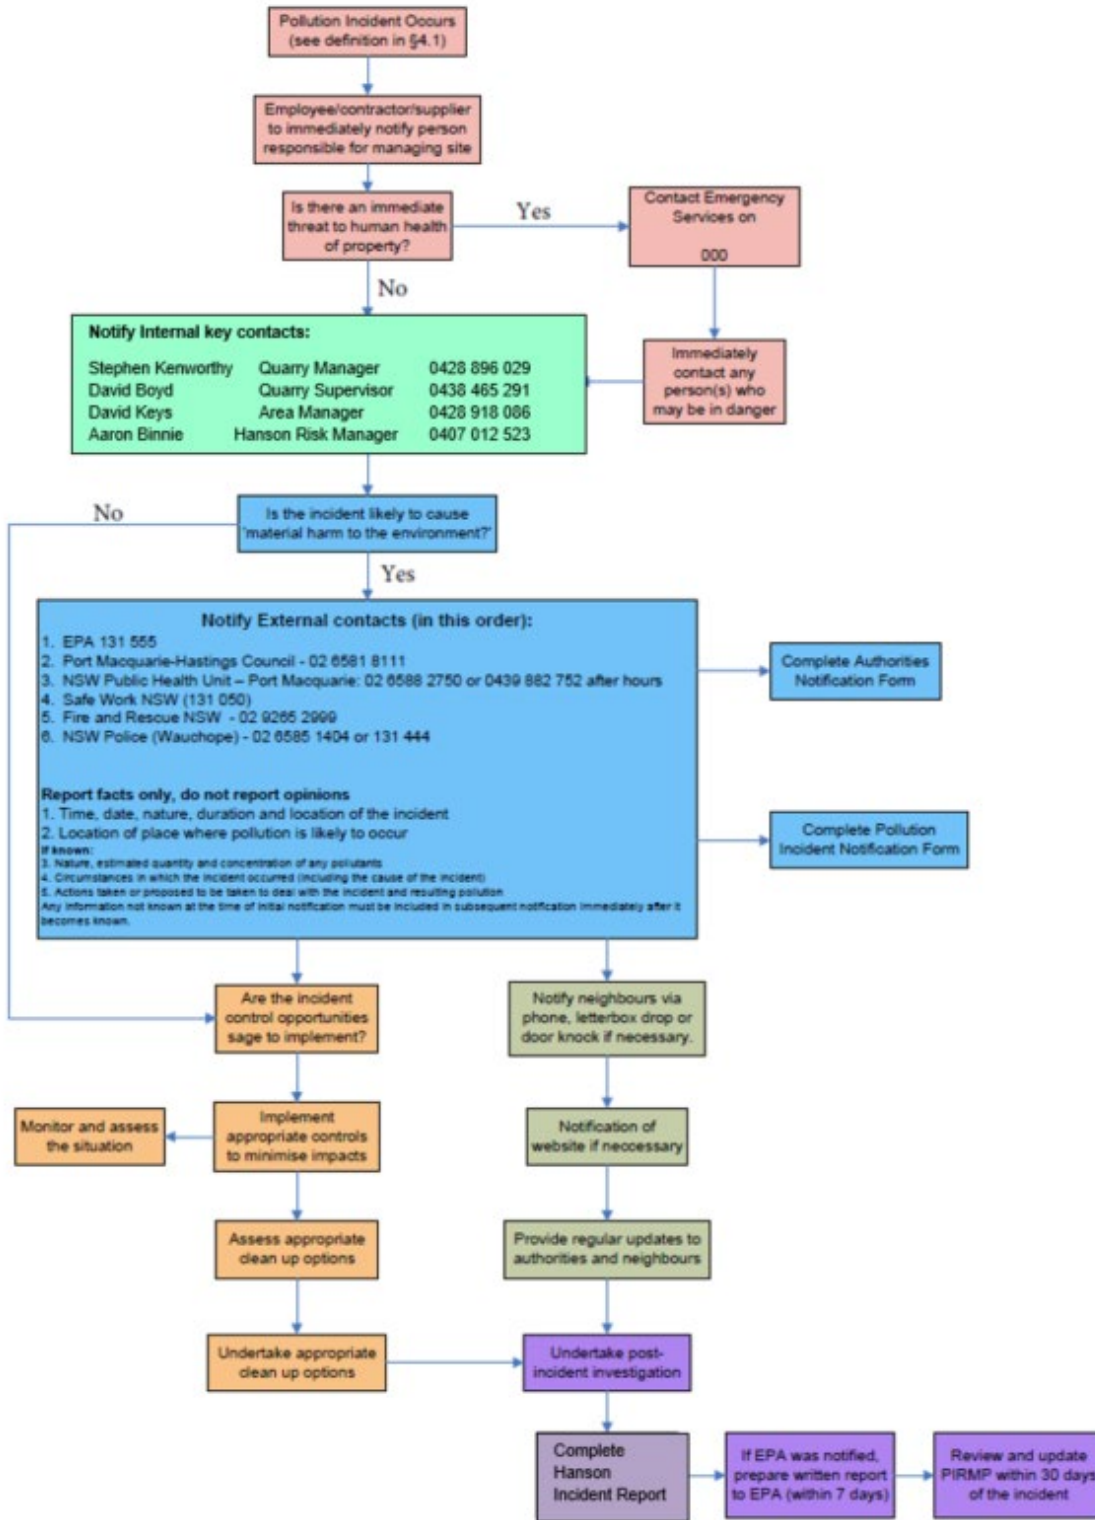 Pollution Incident Occurs
(see definition in §4.1)
Employee/contractor/supplier
to immediately notify person
responsible for managing site
Is there an immediate
threat to human health
of property?
Yes
Contact Emergency
Services on
000
No
Immediately
contact any
person(s) who
may be in danger
Notify Internal key contacts:
Stephen Kenworthy Quarry Manager 0428 896 029
David Boyd Quarry Supervisor 0438 465 291
David Keys Area Manager 0428 918 086
Aaron Binnie Hanson Risk Manager 0407 012 523
Is the incident likely to cause
'material harm to the environment?'
No
Yes
Notify External contacts (in this order):
1. EPA 131 555
2. Port Macquarie-Hastings Council - 02 6581 8111
3. NSW Public Health Unit – Port Macquarie: 02 6588 2750 or 0439 882 752 after hours
4. Safe Work NSW (131 050)
5. Fire and Rescue NSW - 02 9265 2999
6. NSW Police (Wauchope) - 02 6585 1404 or 131 444
Report facts only, do not report opinions
1. Time, date, nature, duration and location of the incident
2. Location of place where pollution is likely to occur
If known:
3. Nature, estimated quantity and concentration of any pollutants
4. Circumstances in which the incident occurred (including the cause of the incident)
5. Actions taken or proposed to be taken to deal with the incident and resulting pollution
Any information not known at the time of initial notification must be included in subsequent notification immediately after it
becomes known.
Complete Authorities
Notification Form
Complete Pollution
Incident Notification Form
Are the incident
control opportunities
sage to implement?
Notify neighbours via
phone, letterbox drop or
door knock if necessary.
Monitor and assess
the situation
Implement
appropriate controls
to minimise impacts
Notification of
website if neccessary
Assess appropriate
clean up options
Provide regular updates to
authorities and neighbours
Undertake appropriate
clean up options
Undertake post-
incident investigation
Complete
Hanson
Incident Report
If EPA was notified,
prepare written report
to EPA (within 7 days)
Review and update
PIRMP within 30 days
of the incident